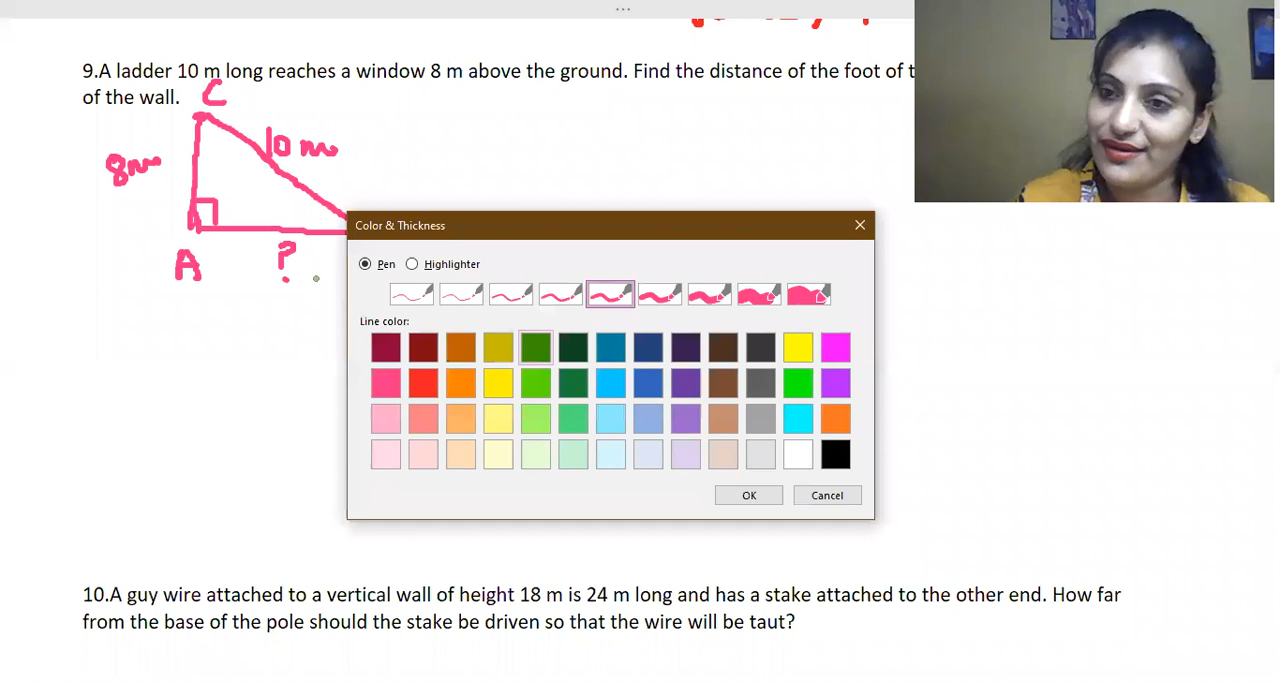 9.A ladder 10 m long reaches a window 8 m above the ground. Find the distance of the foot of
of the wall.
C
10 m
8m
A
?
Color & Thickness
Pen
Highlighter
Line color:
OK
Cancel
10.A guy wire attached to a vertical wall of height 18 m is 24 m long and has a stake attached to the other end. How far
from the base of the pole should the stake be driven so that the wire will be taut?